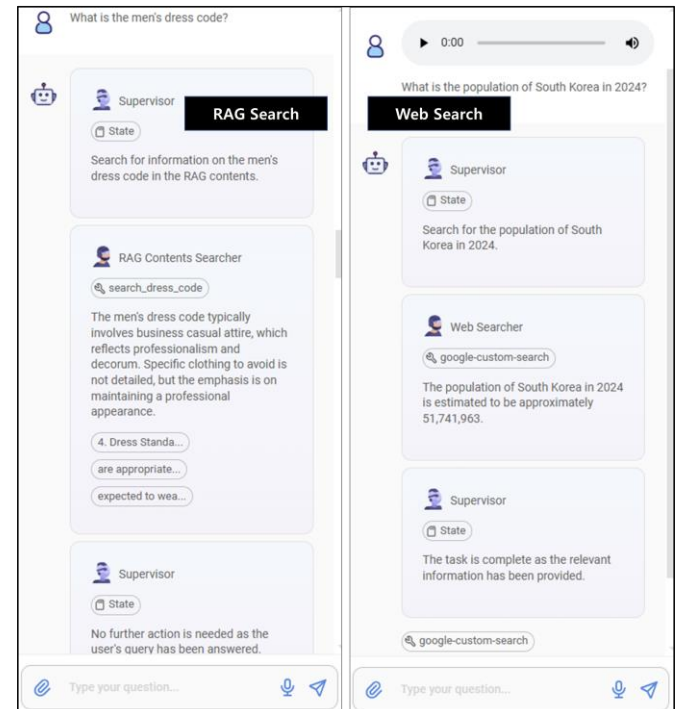 What is the men's dress code?
Supervisor
RAG Search
State
Search for information on the men's
dress code in the RAG contents.
RAG Contents Searcher
search_dress_code
The men's dress code typically
involves business casual attire, which
reflects professionalism and
decorum. Specific clothing to avoid is
not detailed, but the emphasis is on
maintaining a professional
appearance.
4. Dress Standa...
are appropriate...
expected to wea...
Supervisor
State
No further action is needed as the
user's query has been answered.
Type your question...
0:00
What is the population of South Korea in 2024?
Web Search
Supervisor
State
Search for the population of South
Korea in 2024.
Web Searcher
google-custom-search
The population of South Korea in 2024
is estimated to be approximately
51,741,963.
Supervisor
State
The task is complete as the relevant
information has been provided.
google-custom-search
Type your question...